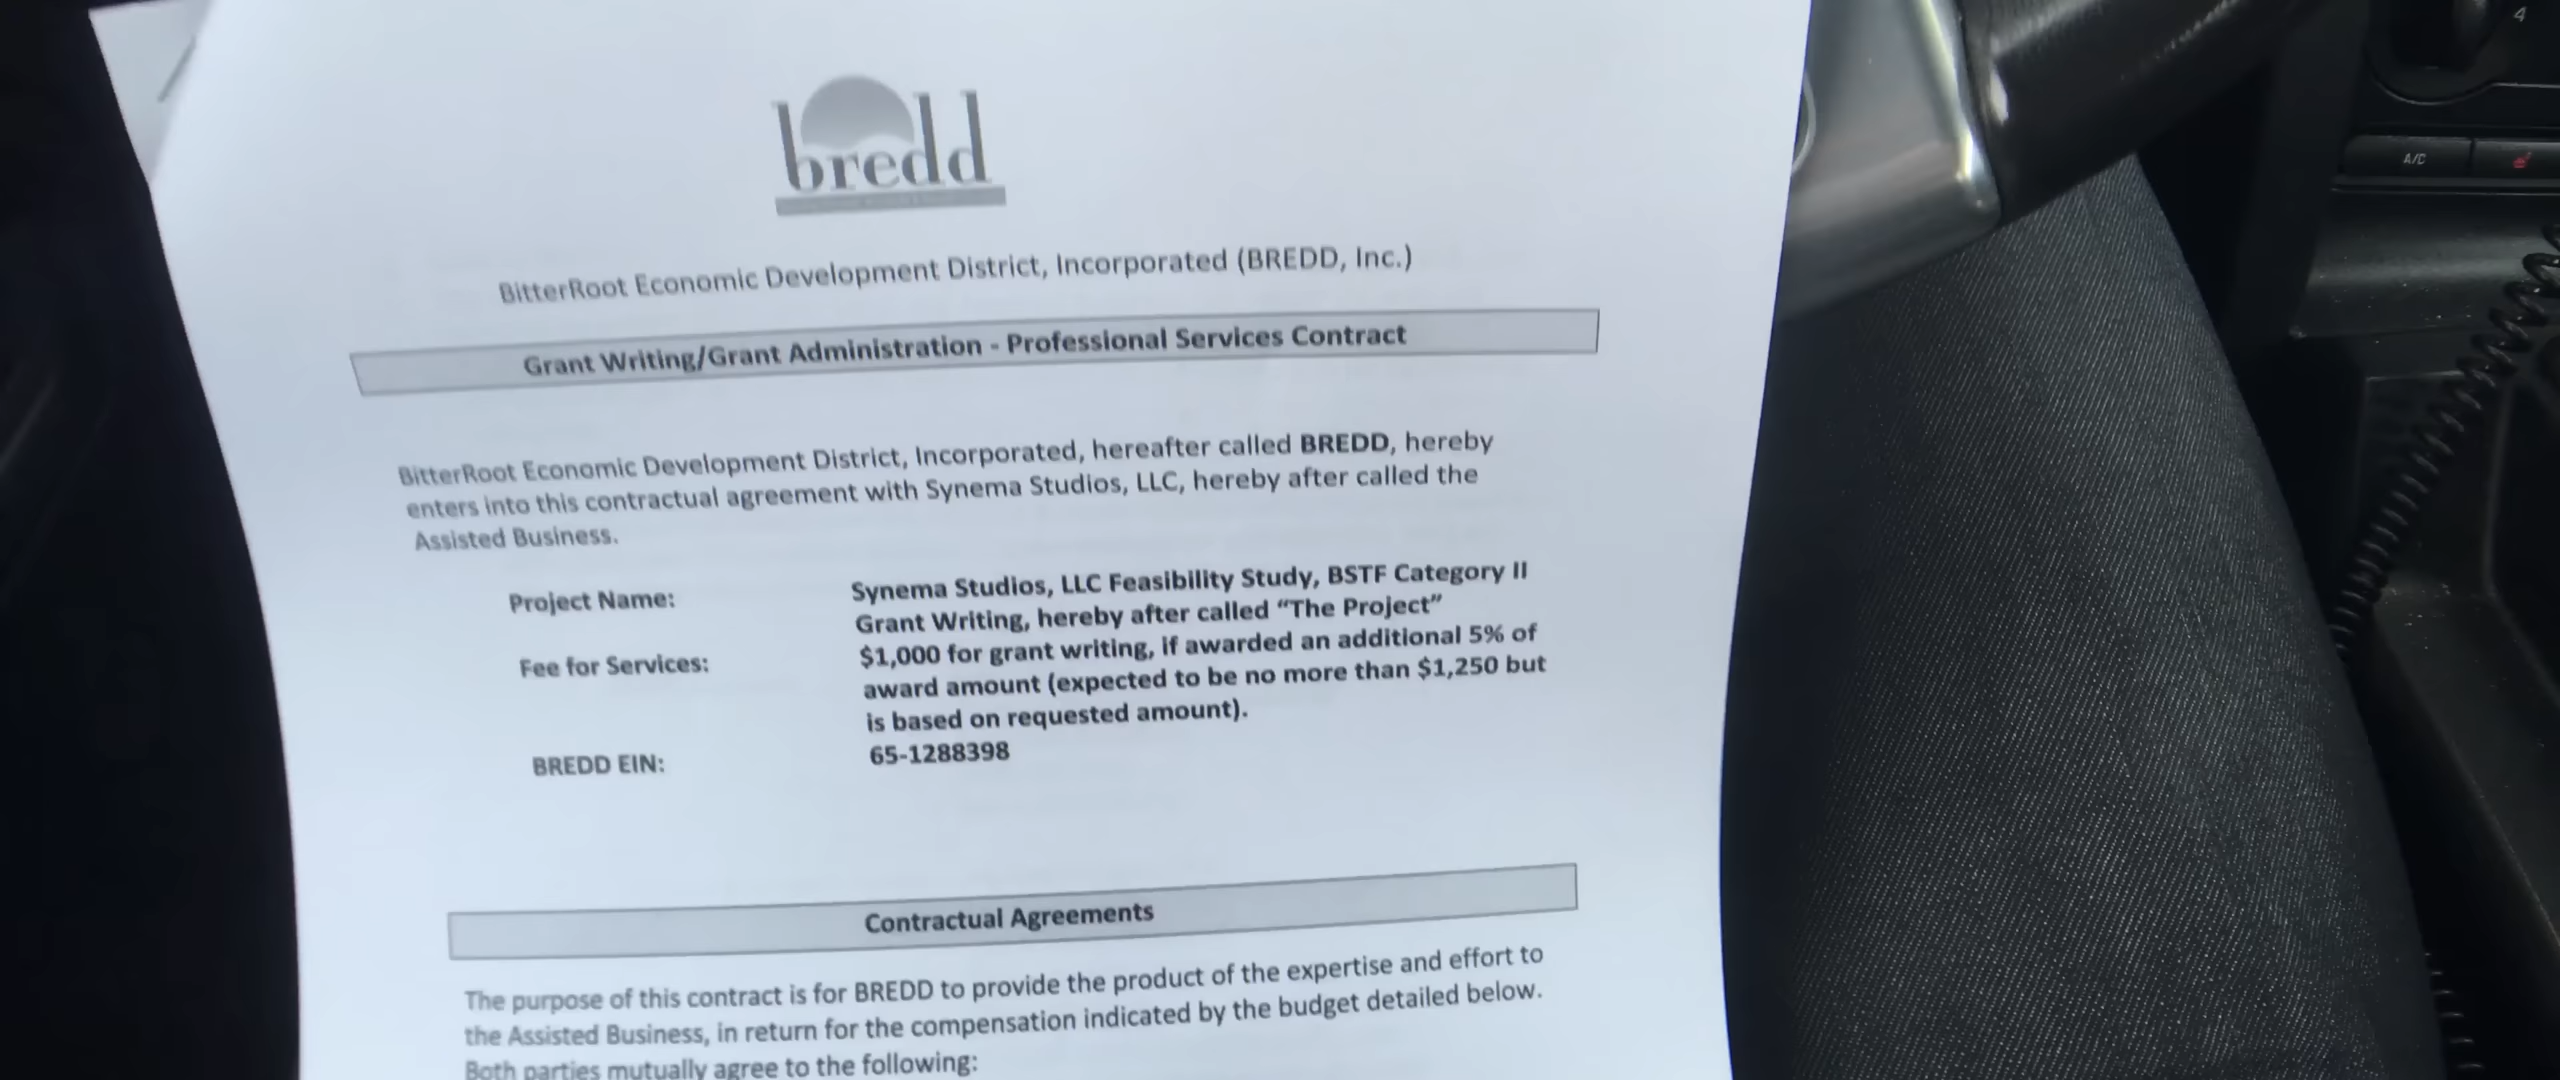 bredd
BitterRoot Economic Development District, Incorporated (BREDD, Inc.)
Grant Writing/Grant Administration - Professional Services Contract
BitterRoot Economic Development District, Incorporated, hereafter called BREDD, hereby
enters into this contractual agreement with Synema Studios, LLC, hereby after called the
Assisted Business.
Project Name:
Synema Studios, LLC Feasibility Study, BSTF Category II
Grant Writing, hereby after called “The Project”
Fee for Services:
$1,000 for grant writing, if awarded an additional 5% of
award amount (expected to be no more than $1,250 but
is based on requested amount).
BREDD EIN:
65-1288398
Contractual Agreements
The purpose of this contract is for BREDD to provide the product of the expertise and effort to
the Assisted Business, in return for the compensation indicated by the budget detailed below.
Both parties mutually agree to the following:
4
A/C